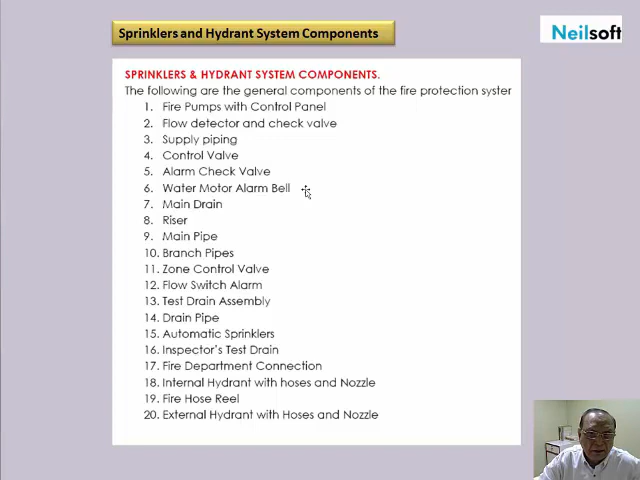 Sprinklers and Hydrant System Components
Neilsoft
SPRINKLERS & HYDRANT SYSTEM COMPONENTS.
The following are the general components of the fire protection syster
1. Fire Pumps with Control Panel
2. Flow detector and check valve
3. Supply piping
4. Control Valve
5. Alarm Check Valve
6. Water Motor Alarm Bell
7. Main Drain
8. Riser
9. Main Pipe
10. Branch Pipes
11. Zone Control Valve
12. Flow Switch Alarm
13. Test Drain Assembly
14. Drain Pipe
15. Automatic Sprinklers
16. Inspector's Test Drain
17. Fire Department Connection
18. Internal Hydrant with hoses and Nozzle
19. Fire Hose Reel
20. External Hydrant with Hoses and Nozzle